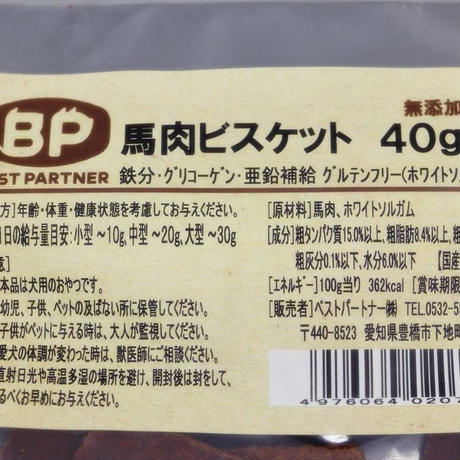 無添加
BP
馬肉ビスケット 40g
ST PARTNER
鉄分・グリコーゲン・亜鉛補給 グルテンフリー(ホワイトソル
方]年齢・体重・健康状態を考慮してお与えください。
1日の給与量目安:小型~10g、中型~20g、大型~30g
意]
本品は犬用のおやつです。
幼児、子供、ペットの及ばない所に保管してください。
子供がペットに与える時は、大人が監視してください。
愛犬の体調が変わった時は、獣医師にご相談ください。
直射日光や高温多湿の場所を避け、開封後は封をして、
るべくお早めにお与えください。
[原材料]馬肉、ホワイトソルガム
[成分]粗タンパク質15.0%以上、粗脂肪8.4%以上、粗
粗灰分0.1%以下、水分6.0%以下 [国産
[エネルギー]100g当り 362kcal [賞味期限
[販売者]ベストパートナー㈱ TEL.0532-5
〒440-8523 愛知県豊橋市下地町
4 976064 0207